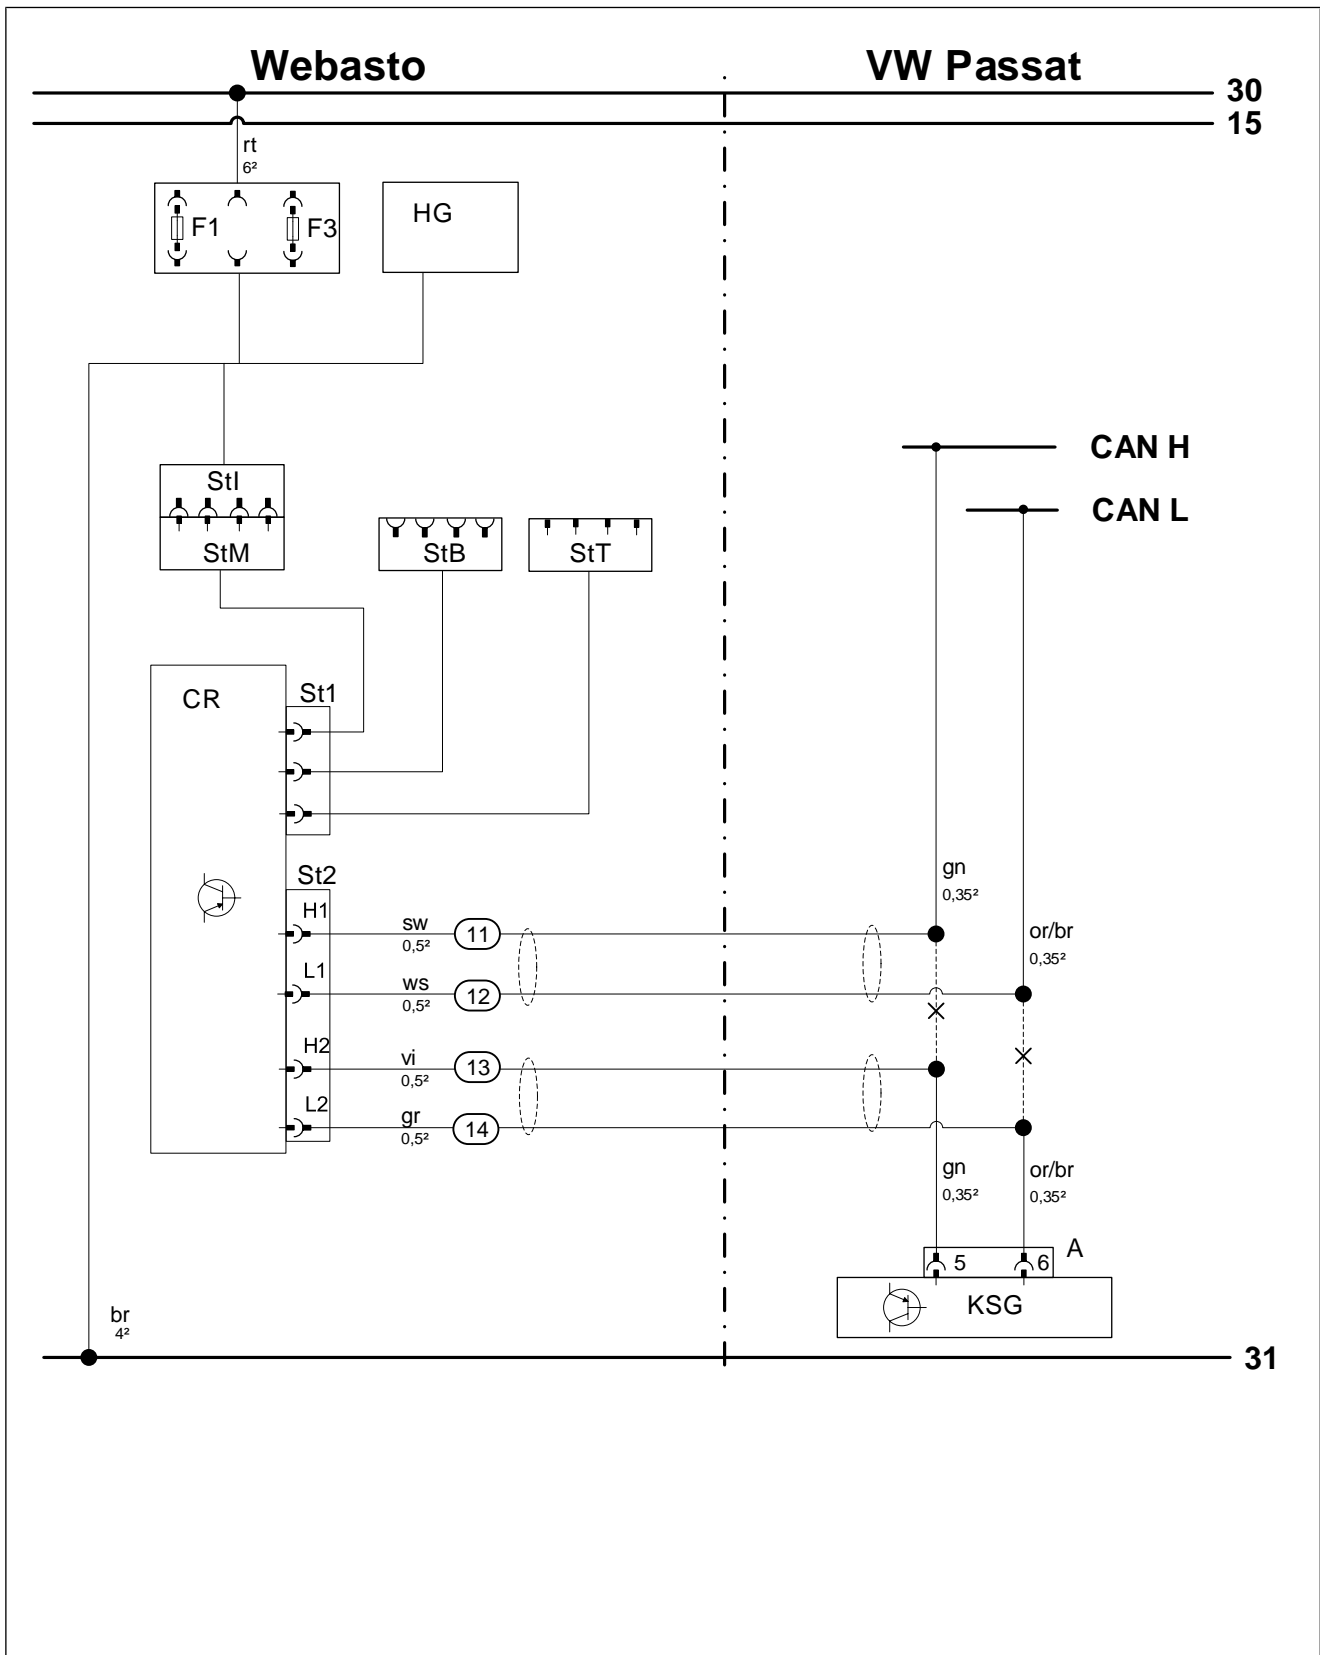 Webasto
VW Passat
30
15
rt
6²
F1
F3
HG
CAN H
StI
CAN L
StM
StB
StT
CR
St1
gn
0,35²
St2
H1
sw
0,5²
11
or/br
0,35²
L1
ws
0,5²
12
H2
vi
0,5²
13
L2
gr
0,5²
14
gn
0,35²
or/br
0,35²
A
5
6
KSG
br
4²
31